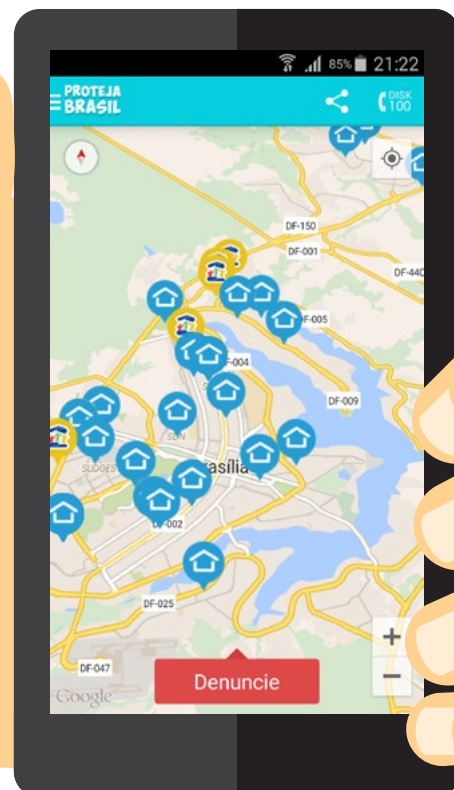 85% 21:22
PROTEJA
BRASIL
DISK
100
DF-150
DF-001
DF-440
DF-005
DF-004
DF-009
SUDOES
asília
DF-002
DF-025
DF-047
Google
Denuncie
+
−